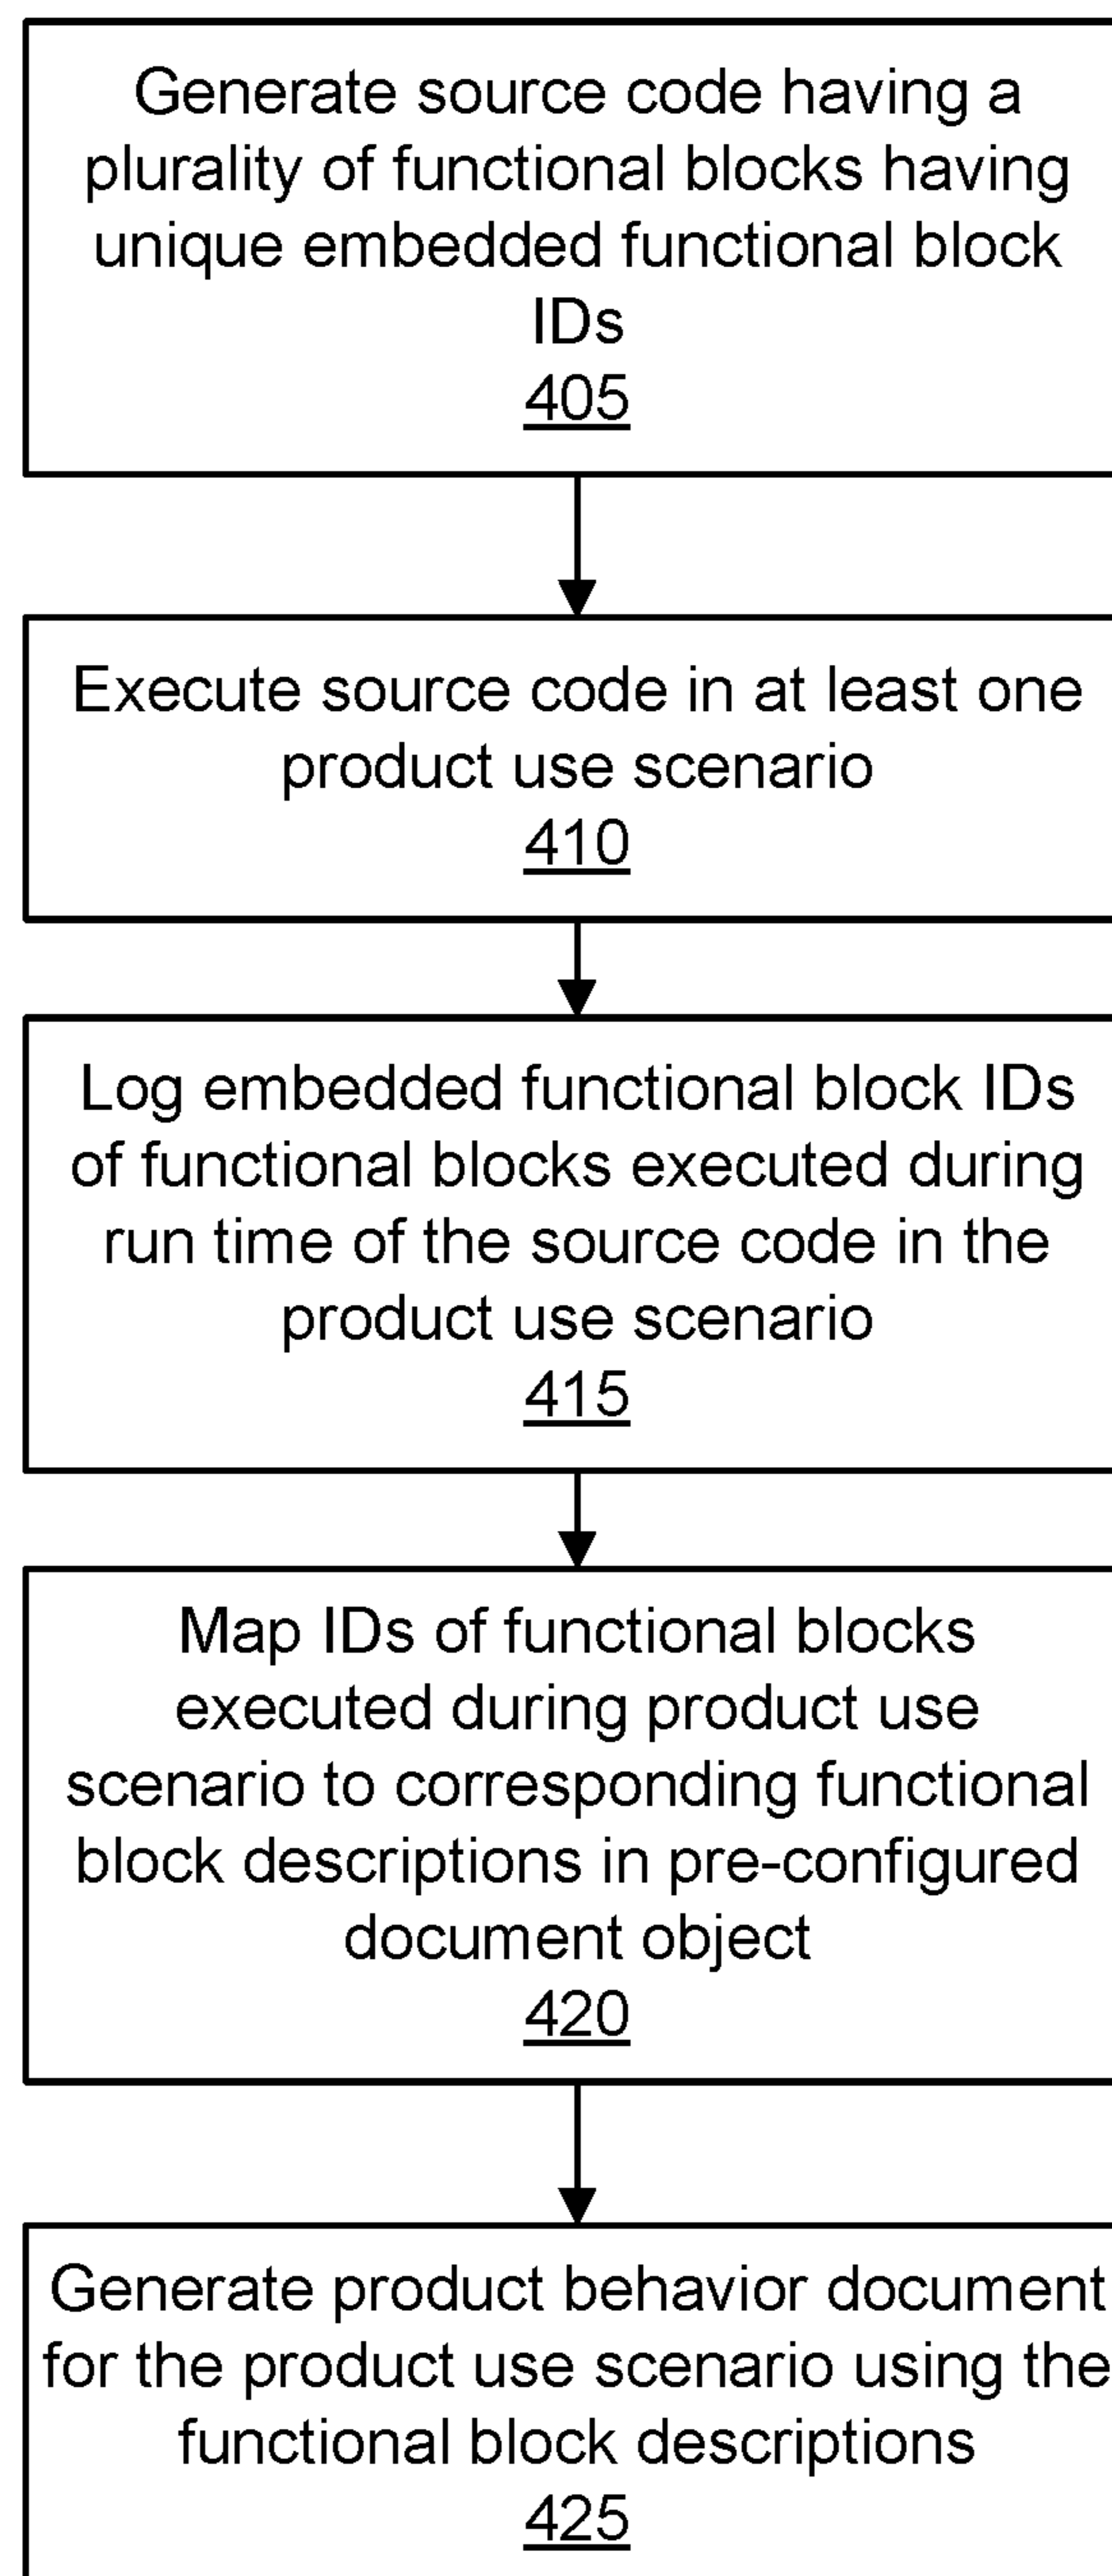 Generate source code having a
plurality of functional blocks having
unique embedded functional block
IDs
405
Execute source code in at least one
product use scenario
410
Log embedded functional block IDs
of functional blocks executed during
run time of the source code in the
product use scenario
415
Map IDs of functional blocks
executed during product use
scenario to corresponding functional
block descriptions in pre-configured
document object
420
Generate product behavior document
for the product use scenario using the
functional block descriptions
425